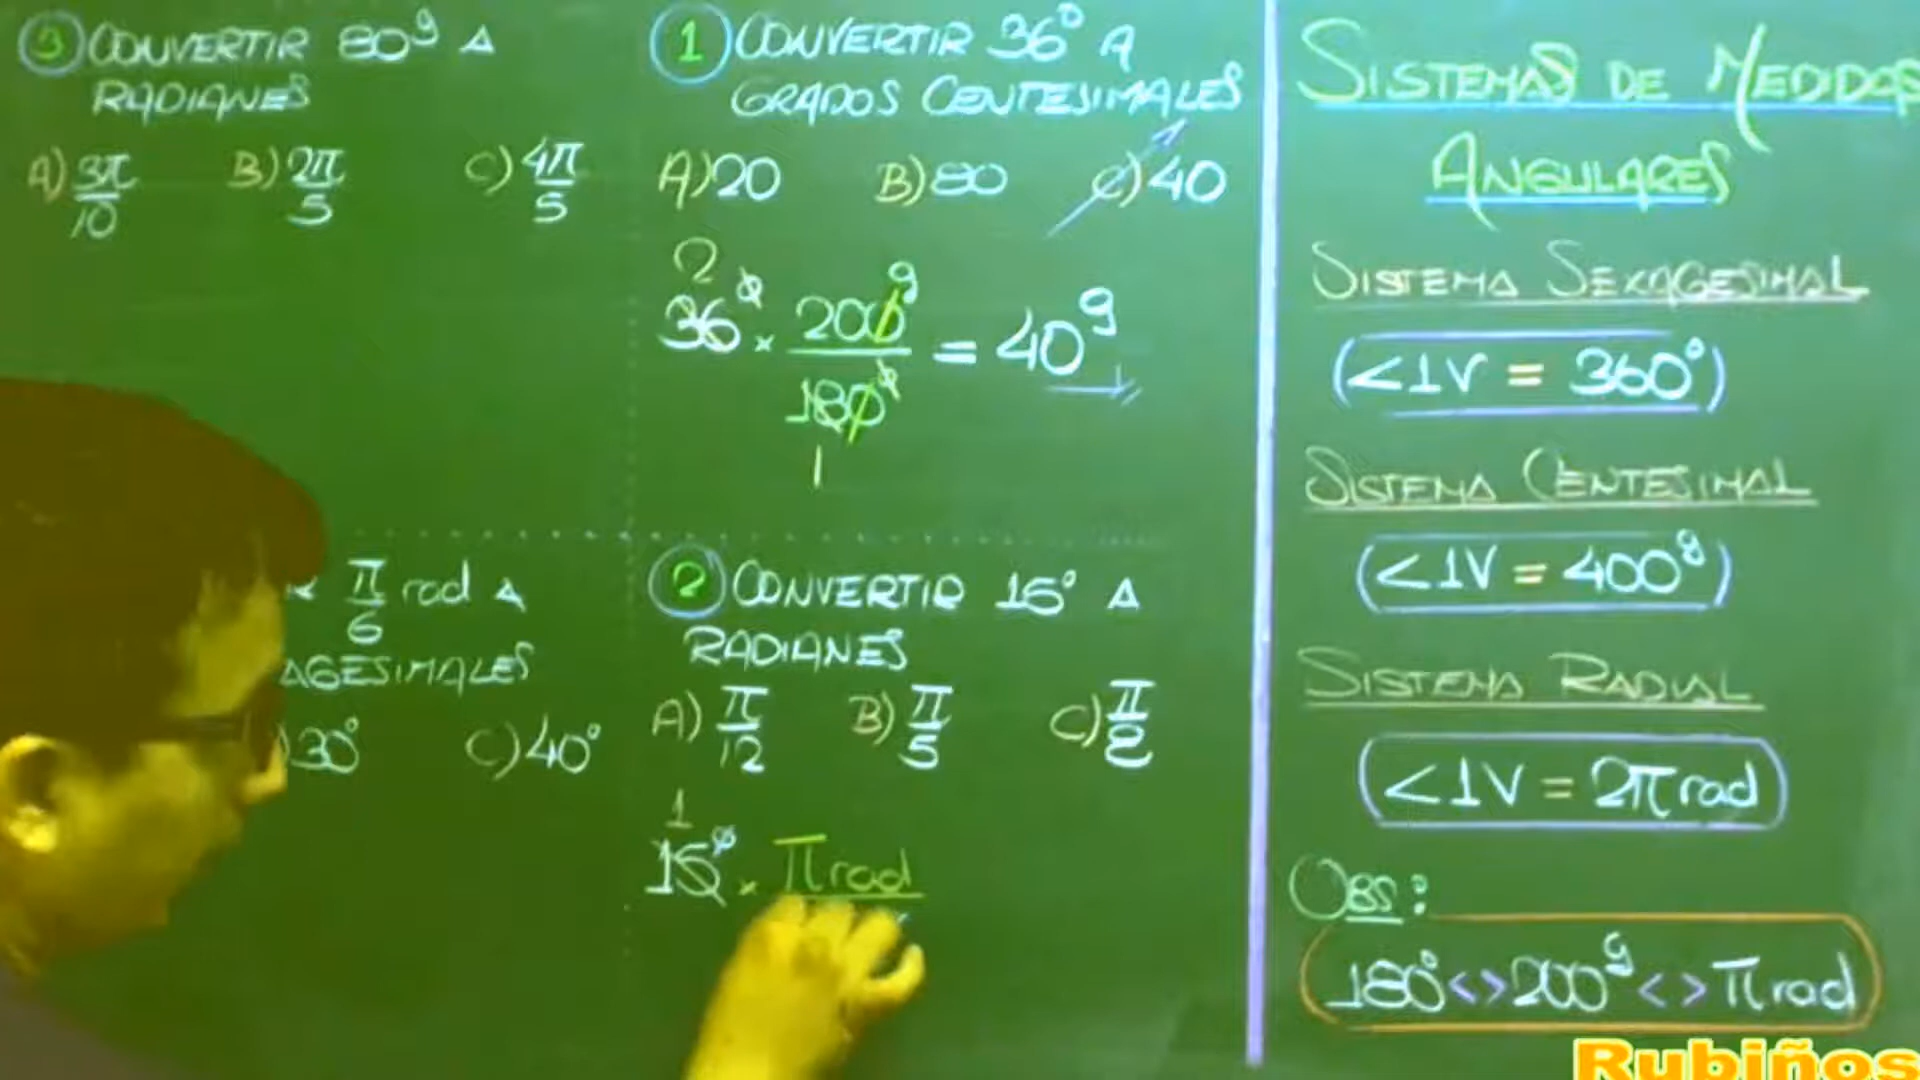 3 CONVERTIR 80g A
RADIANES
A) 3π/10 B) 2π/5 C) 4π/5
π/6 rad A
AGESIMALES
30° C) 40°
1 CONVERTIR 36° A
GRADOS CENTESIMALES
A) 20 B) 80 C) 40
2
36° × 200g/180° = 40g
1
2 CONVERTIR 15° A
RADIANES
A) π/12 B) π/5 C) π/8
1
15° × π rad
SISTEMAS DE MEDIDAS
ANGULARES
SISTEMA SEXAGESIMAL
(<1V = 360°)
SISTEMA CENTESIMAL
(<1V = 400g)
SISTEMA RADIAL
(<1V = 2π rad)
OBS:
180° <> 200g <> π rad
Rubiños